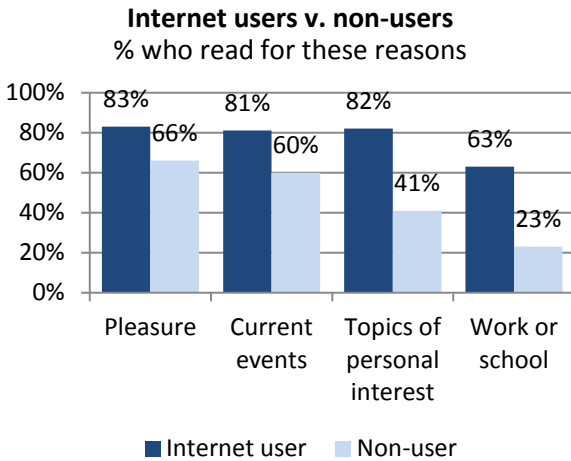 Internet users v. non-users
% who read for these reasons
100%
80%
60%
40%
20%
0%
83%
66%
81%
60%
82%
41%
63%
23%
Pleasure
Current
events
Topics of
personal
interest
Work or
school
Internet user
Non-user